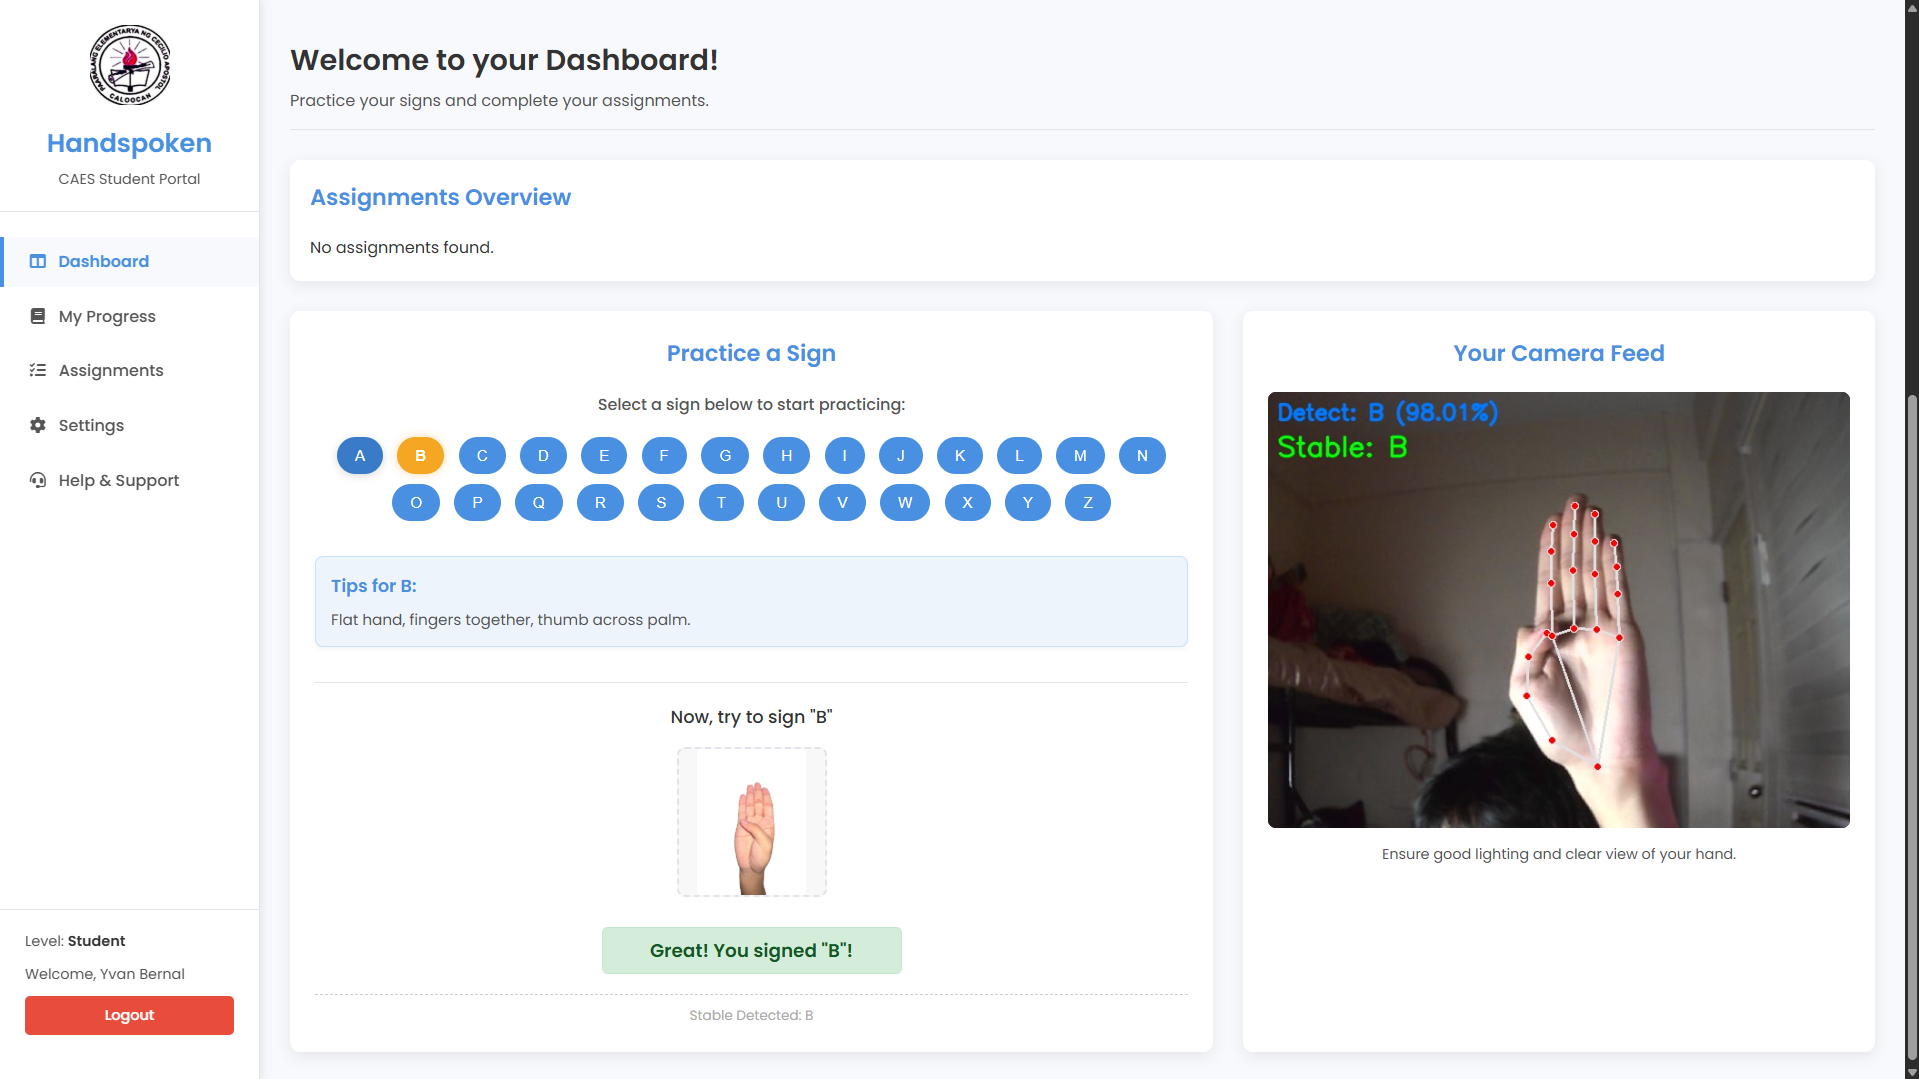 PAARALANG ELEMENTARYA NG CECILIO APOSTOL
CALOOCAN
Handspoken
CAES Student Portal
Dashboard
My Progress
Assignments
Settings
Help & Support
Level: Student
Welcome, Yvan Bernal
Logout
Welcome to your Dashboard!
Practice your signs and complete your assignments.
Assignments Overview
No assignments found.
Practice a Sign
Select a sign below to start practicing:
A B C D E F G H I J K L M N
O P Q R S T U V W X Y Z
Tips for B:
Flat hand, fingers together, thumb across palm.
Now, try to sign "B"
Great! You signed "B"!
Stable Detected: B
Your Camera Feed
Detect: B (98.01%)
Stable: B
Ensure good lighting and clear view of your hand.